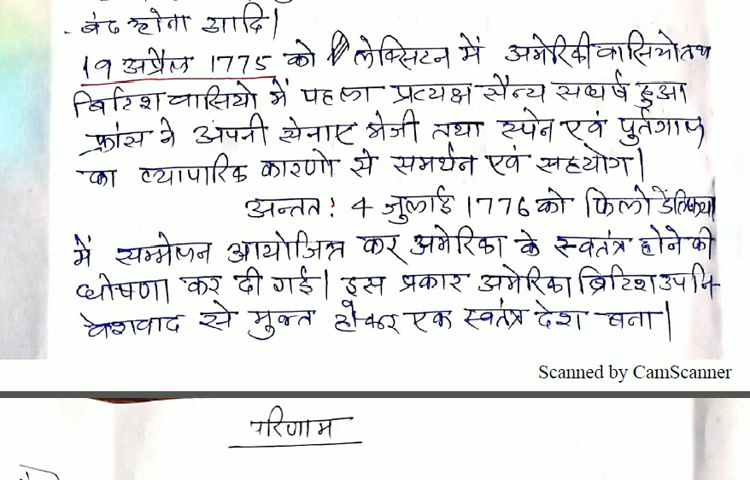 - बंद होना आदि।
19 अप्रैल 1775 को लेक्सिंटन में अमेरिकीवासियो तथा
ब्रिटिशवासियो में पहला प्रत्यक्ष सैन्य संघर्ष हुआ
फ्रांस ने अपनी सेनाए भेजी तथा स्पेन एवं पुर्तगाल
का व्यापारिक कारणो से समर्थन एवं सहयोग।
अन्ततः 4 जुलाई 1776 को फिलोडेंल्फिया
में सम्मेलन आयोजित कर अमेरिका के स्वतंत्र होने की
घोषणा कर दी गई। इस प्रकार अमेरिका ब्रिटिश उपनि-
वेशवाद से मुक्त होकर एक स्वतंत्र देश बना।
Scanned by CamScanner
परिणाम